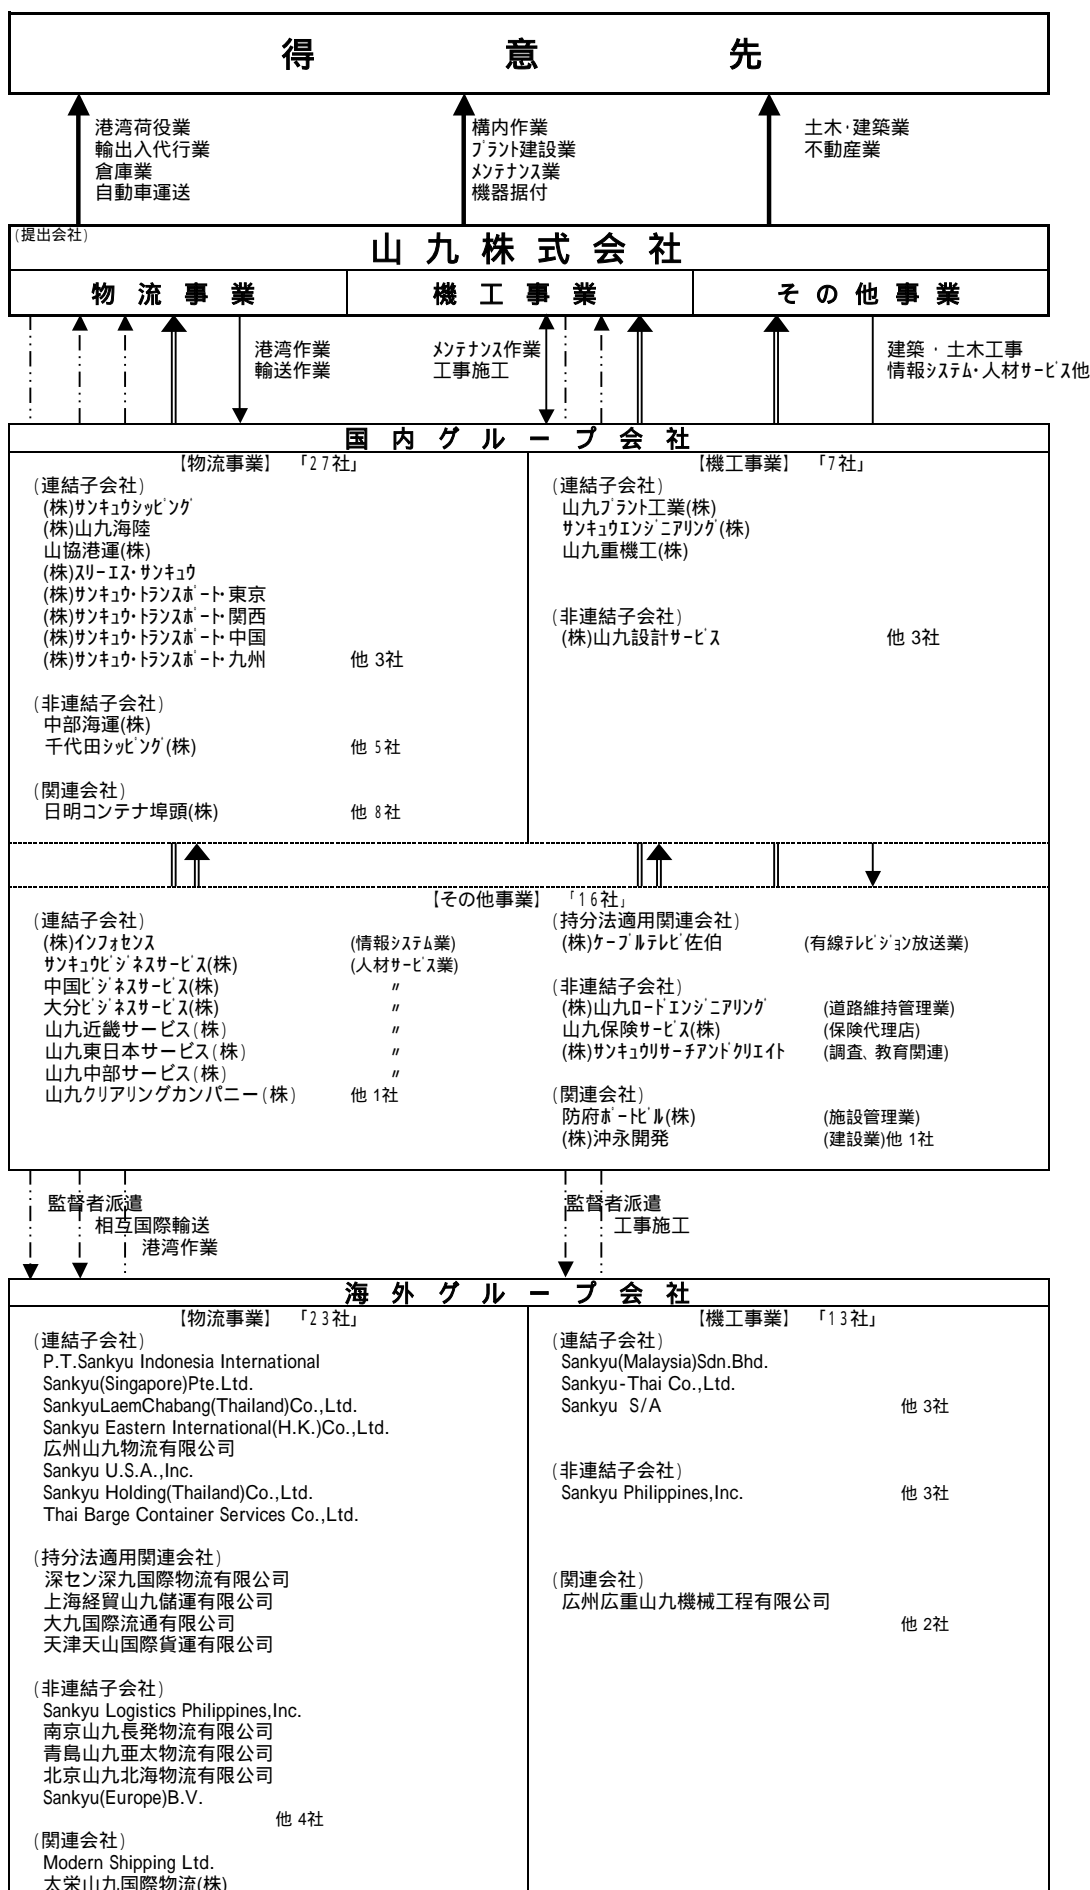 得意先
港湾荷役業
輸出入代行業
倉庫業
自動車運送
構内作業
ﾌﾟﾗﾝﾄ建設業
ﾒﾝﾃﾅﾝｽ業
機器据付
土木･建築業
不動産業
(提出会社)
山九株式会社
物流事業
機工事業
その他事業
港湾作業
輸送作業
ﾒﾝﾃﾅﾝｽ作業
工事施工
建築・土木工事
情報ｼｽﾃﾑ･人材ｻｰﾋﾞｽ他
国内グループ会社
【物流事業】 「27社」
(連結子会社)
(株)ｻﾝｷｭｳｼｯﾋﾟﾝｸﾞ
(株)山九海陸
山協港運(株)
(株)ｽﾘｰｴｽ･ｻﾝｷｭｳ
(株)ｻﾝｷｭｳ･ﾄﾗﾝｽﾎﾟｰﾄ･東京
(株)ｻﾝｷｭｳ･ﾄﾗﾝｽﾎﾟｰﾄ･関西
(株)ｻﾝｷｭｳ･ﾄﾗﾝｽﾎﾟｰﾄ･中国
(株)ｻﾝｷｭｳ･ﾄﾗﾝｽﾎﾟｰﾄ･九州 他 3社
(非連結子会社)
中部海運(株)
千代田ｼｯﾋﾟﾝｸﾞ(株) 他 5社
(関連会社)
日明コンテナ埠頭(株) 他 8社
【機工事業】 「7社」
(連結子会社)
山九ﾌﾟﾗﾝﾄ工業(株)
ｻﾝｷｭｳｴﾝｼﾞﾆｱﾘﾝｸﾞ(株)
山九重機工(株)
(非連結子会社)
(株)山九設計ｻｰﾋﾞｽ 他 3社
【その他事業】 「16社」
(連結子会社)
(株)ｲﾝﾌｫｾﾝｽ (情報ｼｽﾃﾑ業)
ｻﾝｷｭｳﾋﾞｼﾞﾈｽｻｰﾋﾞｽ(株) (人材ｻｰﾋﾞｽ業)
中国ﾋﾞｼﾞﾈｽｻｰﾋﾞｽ(株) 〃
大分ﾋﾞｼﾞﾈｽｻｰﾋﾞｽ(株) 〃
山九近畿サービス(株) 〃
山九東日本サービス(株) 〃
山九中部サービス(株) 〃
山九クリアリングカンパニー(株) 他 1社
(持分法適用関連会社)
(株)ｹｰﾌﾞﾙﾃﾚﾋﾞ佐伯 (有線ﾃﾚﾋﾞｼﾞｮﾝ放送業)
(非連結子会社)
(株)山九ﾛｰﾄﾞｴﾝｼﾞﾆｱﾘﾝｸﾞ (道路維持管理業)
山九保険ｻｰﾋﾞｽ(株) (保険代理店)
(株)ｻﾝｷｭｳﾘｻｰﾁｱﾝﾄﾞｸﾘｴｲﾄ (調査、教育関連)
(関連会社)
防府ﾎﾟｰﾄﾋﾞﾙ(株) (施設管理業)
(株)沖永開発 (建設業)他 1社
監督者派遣
相互国際輸送
港湾作業
監督者派遣
工事施工
海外グループ会社
【物流事業】 「23社」
(連結子会社)
P.T.Sankyu Indonesia International
Sankyu(Singapore)Pte.Ltd.
SankyuLaemChabang(Thailand)Co.,Ltd.
Sankyu Eastern International(H.K.)Co.,Ltd.
広州山九物流有限公司
Sankyu U.S.A.,Inc.
Sankyu Holding(Thailand)Co.,Ltd.
Thai Barge Container Services Co.,Ltd.
(持分法適用関連会社)
深セン深九国際物流有限公司
上海経貿山九儲運有限公司
大九国際流通有限公司
天津天山国際貨運有限公司
(非連結子会社)
Sankyu Logistics Philippines,Inc.
南京山九長発物流有限公司
青島山九亜太物流有限公司
北京山九北海物流有限公司
Sankyu(Europe)B.V.
他 4社
(関連会社)
Modern Shipping Ltd.
太栄山九国際物流(株)
【機工事業】 「13社」
(連結子会社)
Sankyu(Malaysia)Sdn.Bhd.
Sankyu-Thai Co.,Ltd.
Sankyu S/A 他 3社
(非連結子会社)
Sankyu Philippines,Inc. 他 3社
(関連会社)
広州広重山九機械工程有限公司
他 2社